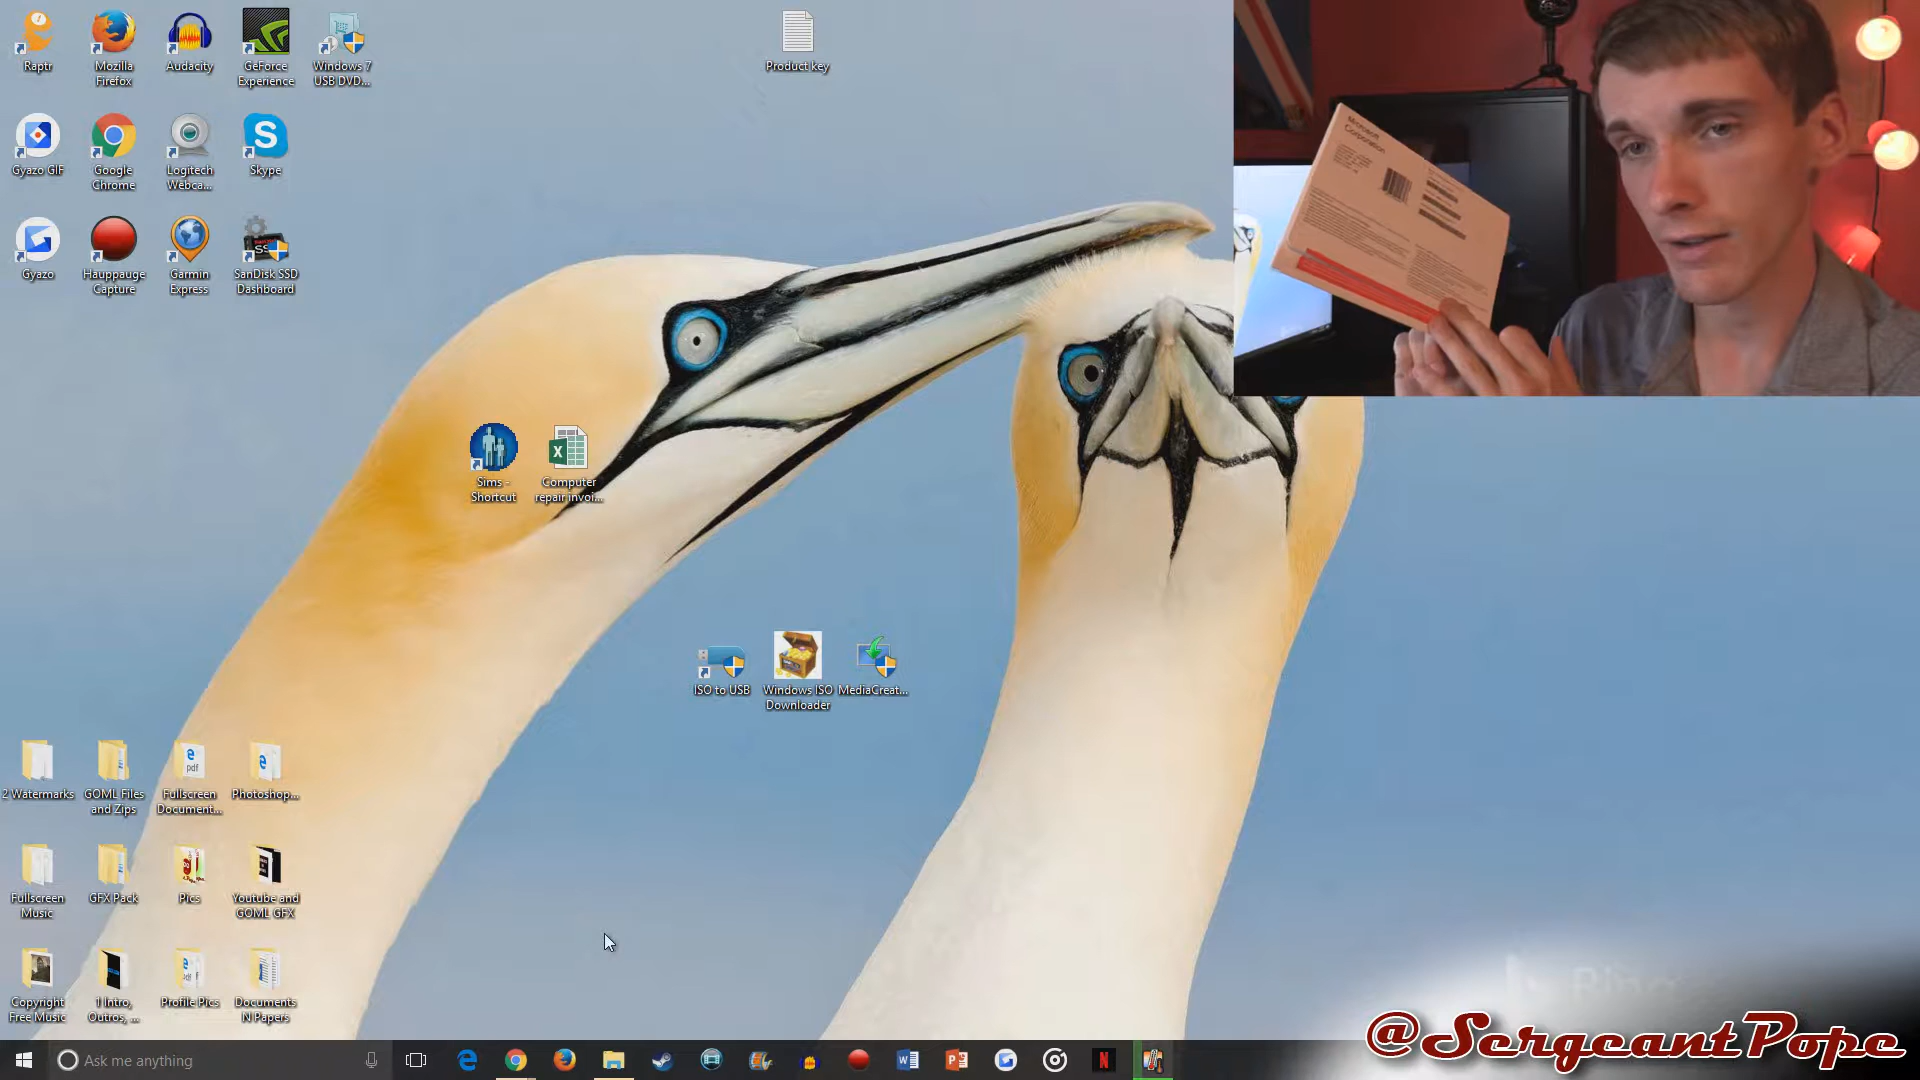 Raptr
Mozilla
Firefox
Audacity
GeForce
Experience
Windows 7
USB DVD...
Product key
Gyazo GIF
Google
Chrome
Logitech
Webca...
Skype
Gyazo
Hauppauge
Capture
Garmin
Express
SanDisk SSD
Dashboard
Microsoft
Corporation
Sims -
Shortcut
Computer
repair invoi...
ISO to USB
Windows ISO
Downloader
MediaCreat...
2 Watermarks
GOML Files
and Zips
Fullscreen
Document...
Photoshop...
Fullscreen
Music
GFX Pack
Pics
Youtube and
GOML GFX
Copyright
Free Music
1 Intro,
Outros, ...
Profile Pics
Documents
N Papers
@SergeantPope
Ask me anything